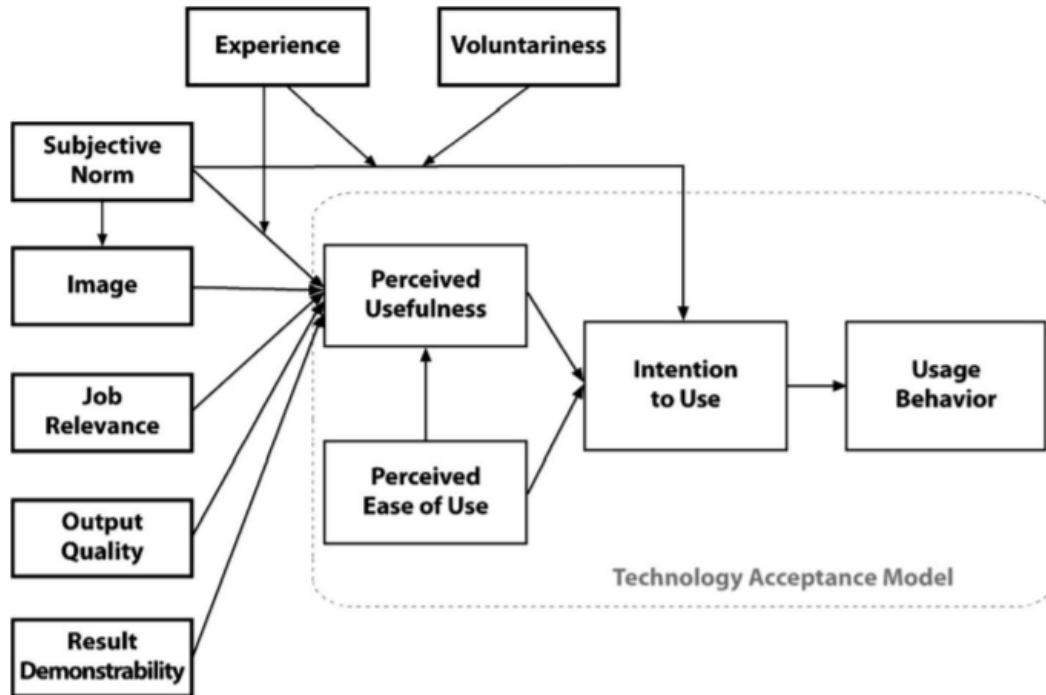 Experience
Voluntariness
Subjective
Norm
Image
Job
Relevance
Output
Quality
Result
Demonstrability
Perceived
Usefulness
Perceived
Ease of Use
Intention
to Use
Usage
Behavior
Technology Acceptance Model